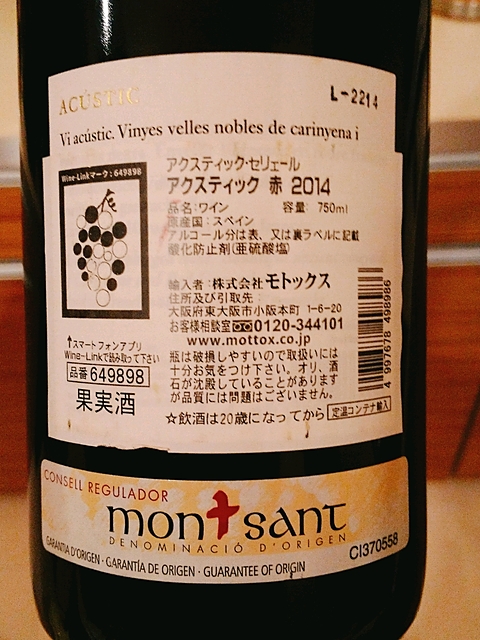 ACÚSTIC
L-2214
Vi acústic. Vinyes velles nobles de carinyena i
Wine-Linkマーク:649898
アクスティック・セリェール
アクスティック 赤 2014
品名:ワイン 容量: 750ml
原産国:スペイン
アルコール分は表、又は裏ラベルに記載
酸化防止剤(亜硫酸塩)
輸入者:株式会社モトックス
住所及び引取先:
大阪府東大阪市小阪本町 1-6-20
お客様相談室 0120-344101
www.mottox.co.jp
↑スマートフォンアプリ
Wine-Linkで読み取って下さい
品番 649898
果実酒
瓶は破損しやすいので取扱いには
十分お気をつけ下さい。オリ、酒
石が沈殿していることがあります
が品質には問題はございません。
☆飲酒は20歳になってから 定温コンテナ輸入
4 997678 498986
CONSELL REGULADOR
montsant
DENOMINACIÓ D'ORIGEN
GARANTIA D'ORIGEN · GARANTÍA DE ORIGEN · GUARANTEE OF ORIGIN
CI370558